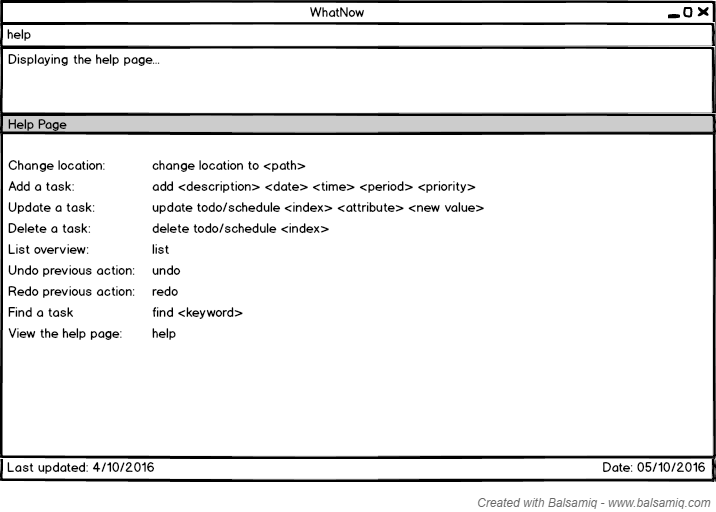 WhatNow
help
Displaying the help page...
Help Page
Change location: change location to <path>
Add a task: add <description> <date> <time> <period> <priority>
Update a task: update todo/schedule <index> <attribute> <new value>
Delete a task: delete todo/schedule <index>
List overview: list
Undo previous action: undo
Redo previous action: redo
Find a task find <keyword>
View the help page: help
Last updated: 4/10/2016 Date: 05/10/2016
Created with Balsamiq - www.balsamiq.com